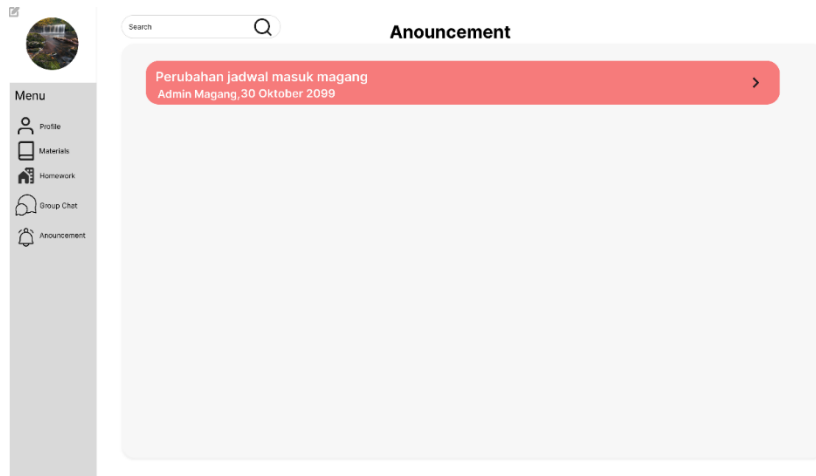 Search
Anouncement
Perubahan jadwal masuk magang
Admin Magang,30 Oktober 2099
Menu
Profile
Materials
Homework
Group Chat
Anouncement